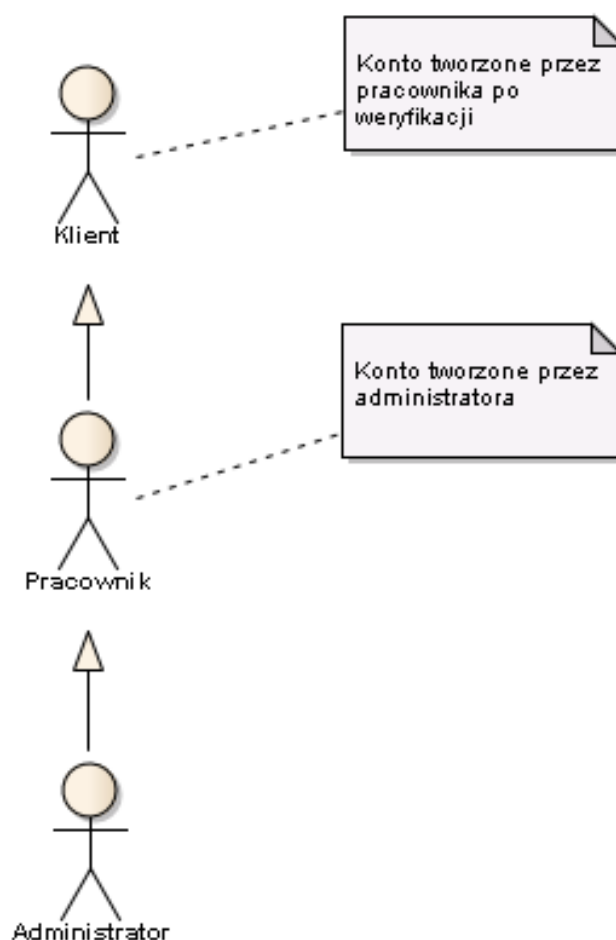 Konto tworzone przez
pracownika po
weryfikacji
Klient
Konto tworzone przez
administratora
Pracownik
Administrator